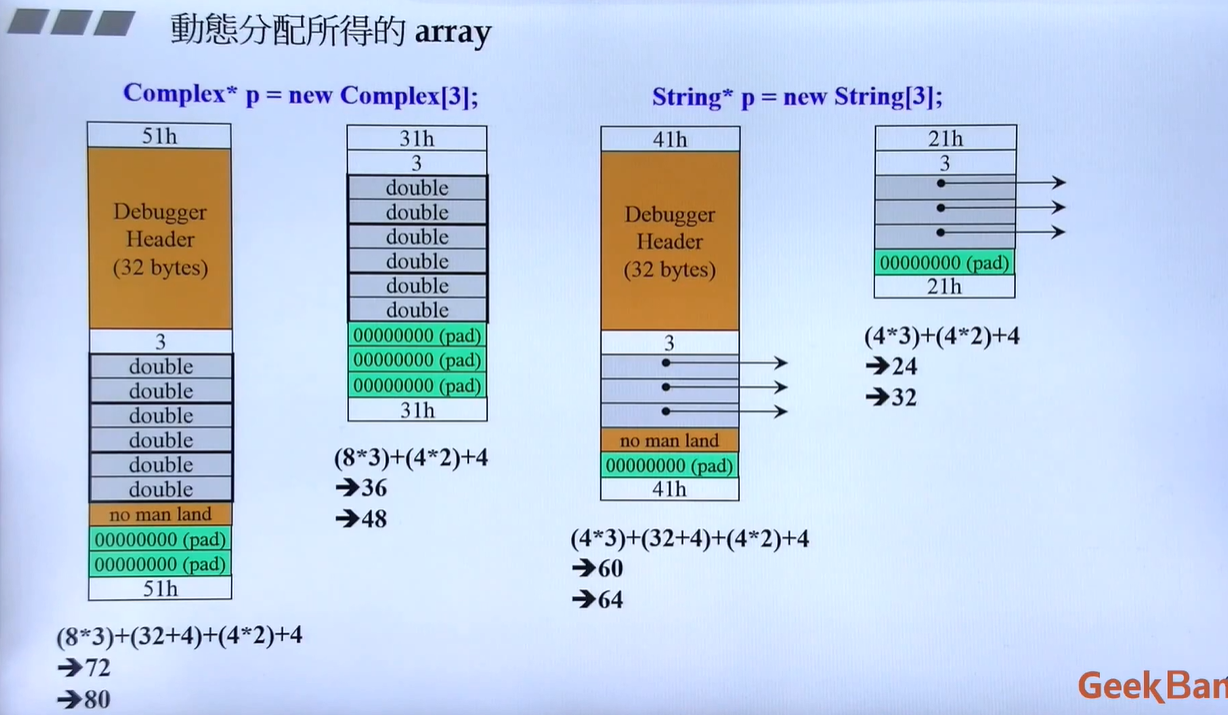 動態分配所得的 array
Complex* p = new Complex[3];
51h
Debugger
Header
(32 bytes)
3
double
double
double
double
double
double
no man land
00000000 (pad)
00000000 (pad)
51h
(8*3)+(32+4)+(4*2)+4
➔72
➔80
31h
3
double
double
double
double
double
double
00000000 (pad)
00000000 (pad)
00000000 (pad)
31h
(8*3)+(4*2)+4
➔36
➔48
String* p = new String[3];
41h
Debugger
Header
(32 bytes)
3
no man land
00000000 (pad)
41h
(4*3)+(32+4)+(4*2)+4
➔60
➔64
21h
3
00000000 (pad)
21h
(4*3)+(4*2)+4
➔24
➔32
GeekBan